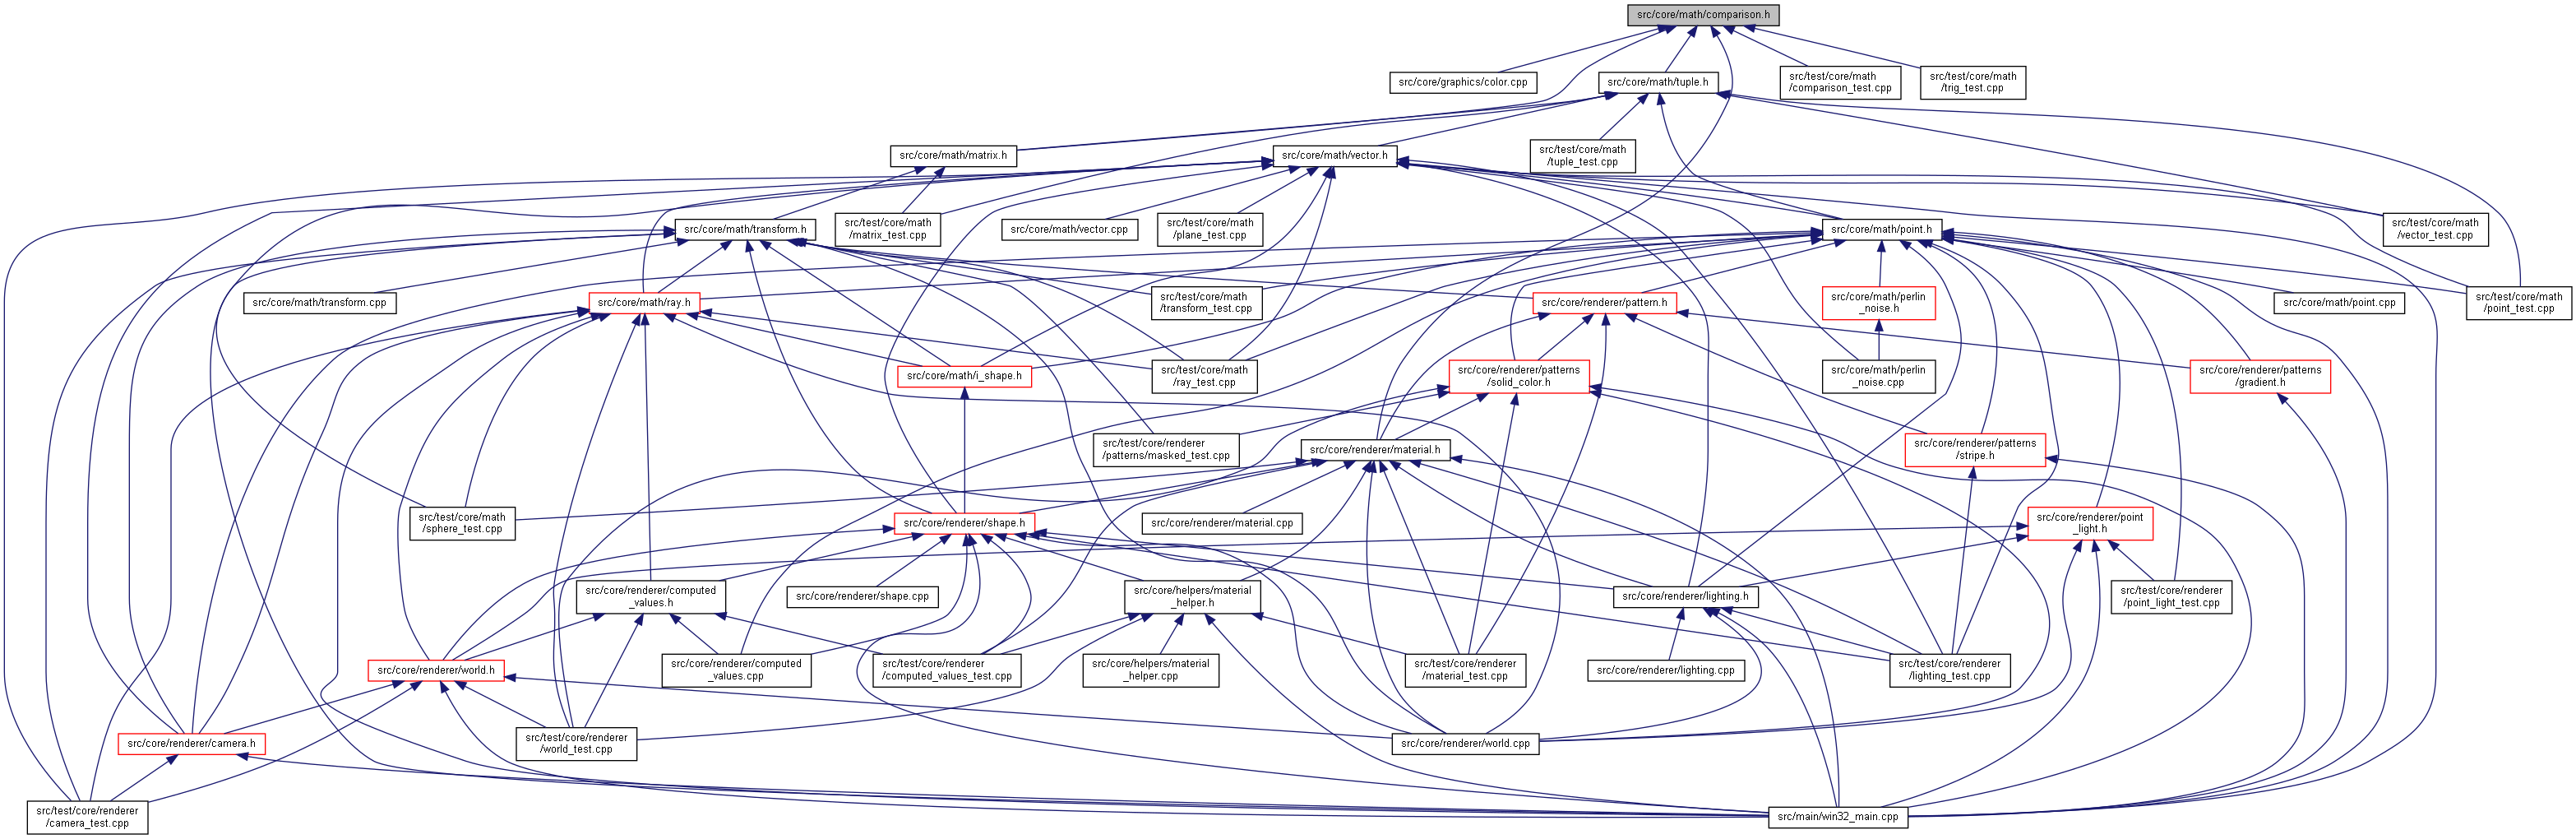 src/core/math/comparison.h
src/core/graphics/color.cpp
src/core/math/tuple.h
src/test/core/math
/comparison_test.cpp
src/test/core/math
/trig_test.cpp
src/core/math/matrix.h
src/core/math/vector.h
src/test/core/math
/tuple_test.cpp
src/core/math/transform.h
src/test/core/math
/matrix_test.cpp
src/core/math/vector.cpp
src/test/core/math
/plane_test.cpp
src/core/math/point.h
src/test/core/math
/vector_test.cpp
src/core/math/transform.cpp
src/core/math/ray.h
src/test/core/math
/transform_test.cpp
src/core/renderer/pattern.h
src/core/math/perlin
_noise.h
src/core/math/point.cpp
src/test/core/math
/point_test.cpp
src/core/math/i_shape.h
src/test/core/math
/ray_test.cpp
src/core/renderer/patterns
/solid_color.h
src/core/math/perlin
_noise.cpp
src/core/renderer/patterns
/gradient.h
src/test/core/renderer
/patterns/masked_test.cpp
src/core/renderer/material.h
src/core/renderer/patterns
/stripe.h
src/test/core/math
/sphere_test.cpp
src/core/renderer/shape.h
src/core/renderer/material.cpp
src/core/renderer/point
_light.h
src/core/renderer/computed
_values.h
src/core/renderer/shape.cpp
src/core/helpers/material
_helper.h
src/core/renderer/lighting.h
src/test/core/renderer
/point_light_test.cpp
src/core/renderer/world.h
src/core/renderer/computed
_values.cpp
src/test/core/renderer
/computed_values_test.cpp
src/core/helpers/material
_helper.cpp
src/test/core/renderer
/material_test.cpp
src/core/renderer/lighting.cpp
src/test/core/renderer
/lighting_test.cpp
src/core/renderer/camera.h
src/test/core/renderer
/world_test.cpp
src/core/renderer/world.cpp
src/test/core/renderer
/camera_test.cpp
src/main/win32_main.cpp